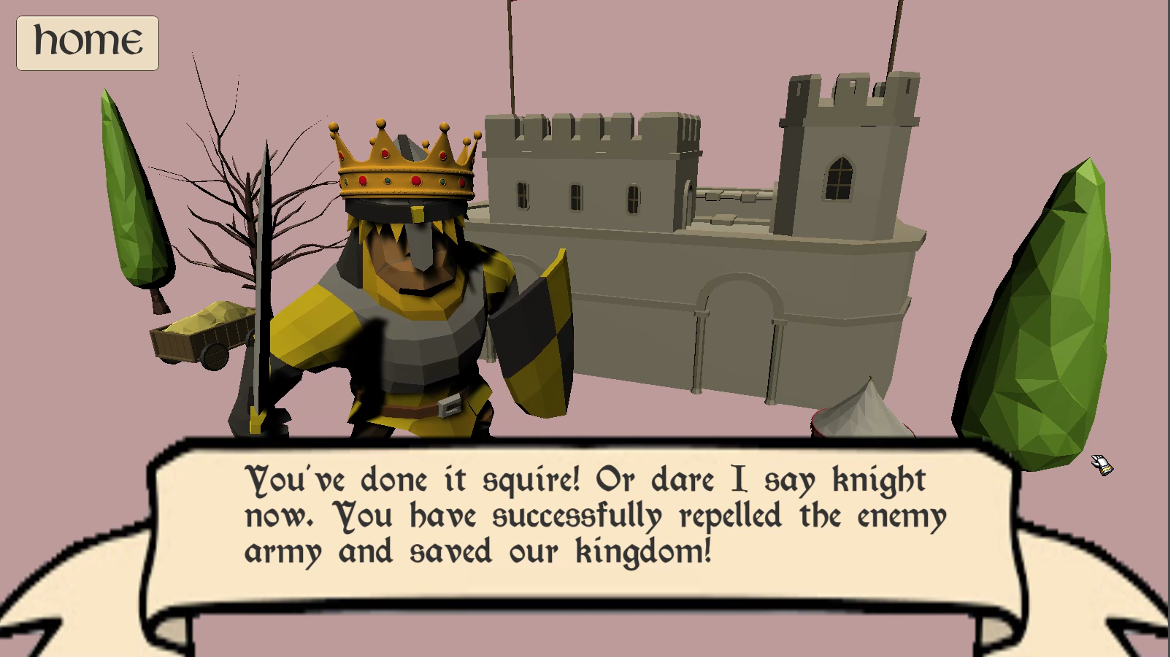 home
You've done it squire! Or dare I say knight
now. You have successfully repelled the enemy
army and saved our kingdom!